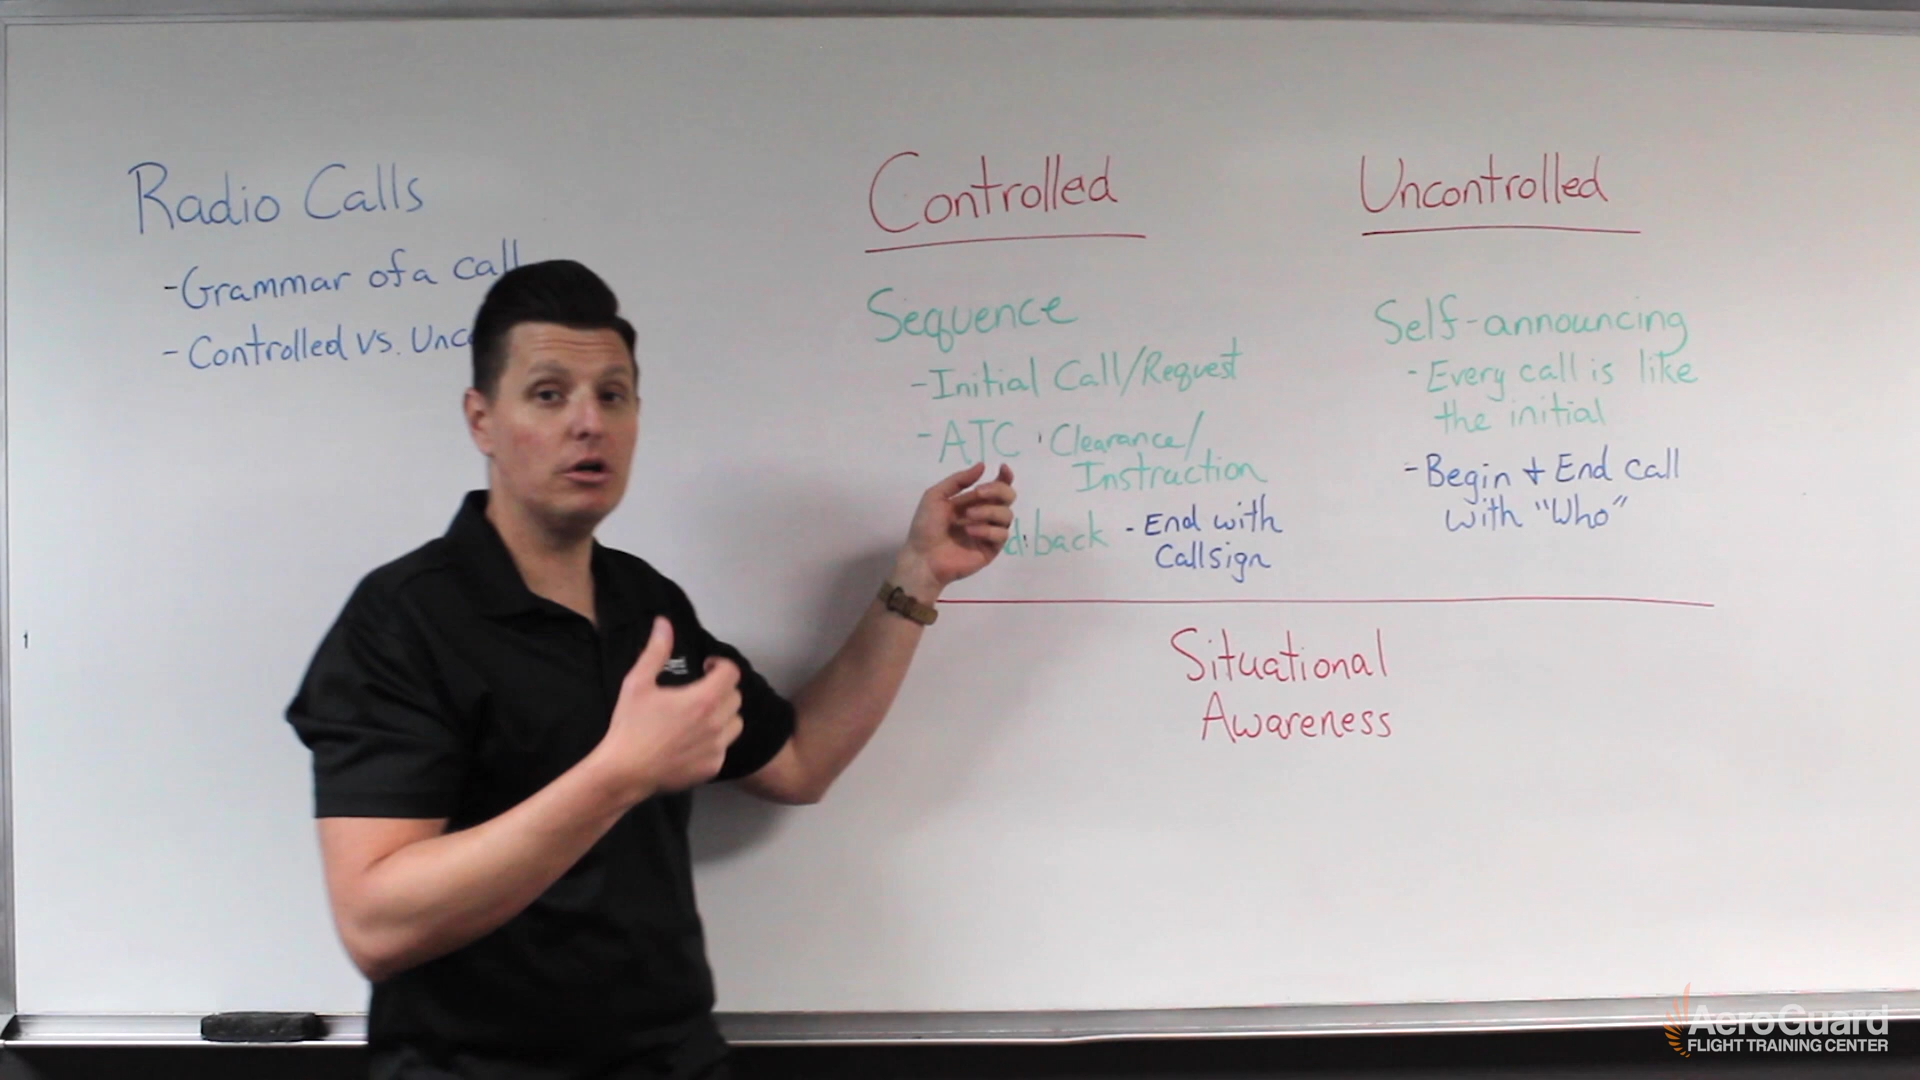 Radio Calls
-Grammar of a call
- Controlled vs.
Controlled
Sequence
-Initial Call/Request
-ATC · Clearance/
Instruction
- End with
Callsign
Uncontrolled
Self-announcing
- Every call is like
the initial
-Begin + End call
with "Who"
Situational
Awareness
AeroGuard
FLIGHT TRAINING CENTER